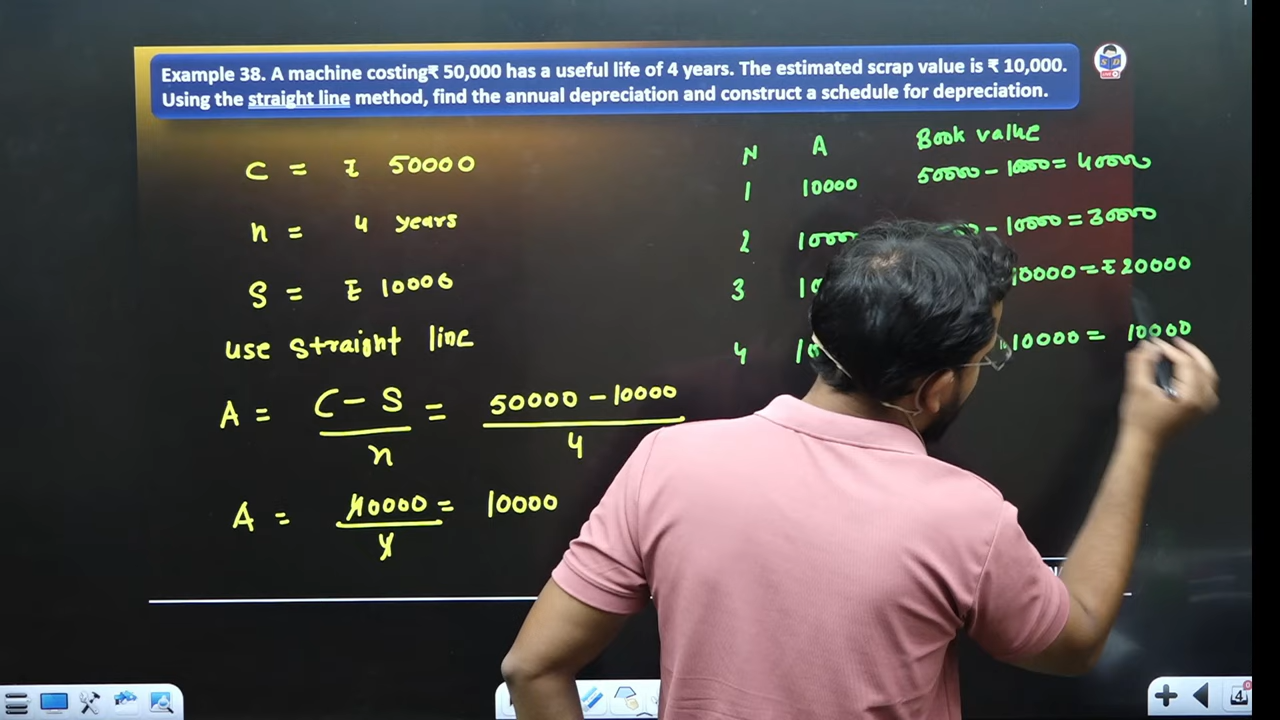 Example 38. A machine costing₹ 50,000 has a useful life of 4 years. The estimated scrap value is ₹ 10,000.
Using the straight line method, find the annual depreciation and construct a schedule for depreciation.
C = ₹ 50000
n = 4 years
S = ₹ 10000
use straight line
A = C - S / n = 50000 - 10000 / 4
A = 40000 / 4 = 10000
N A Book value
1 10000 50000 - 10000 = 40000
2 10000 - 10000 = 30000
3 10000 = ₹ 20000
4 10000 = 10000